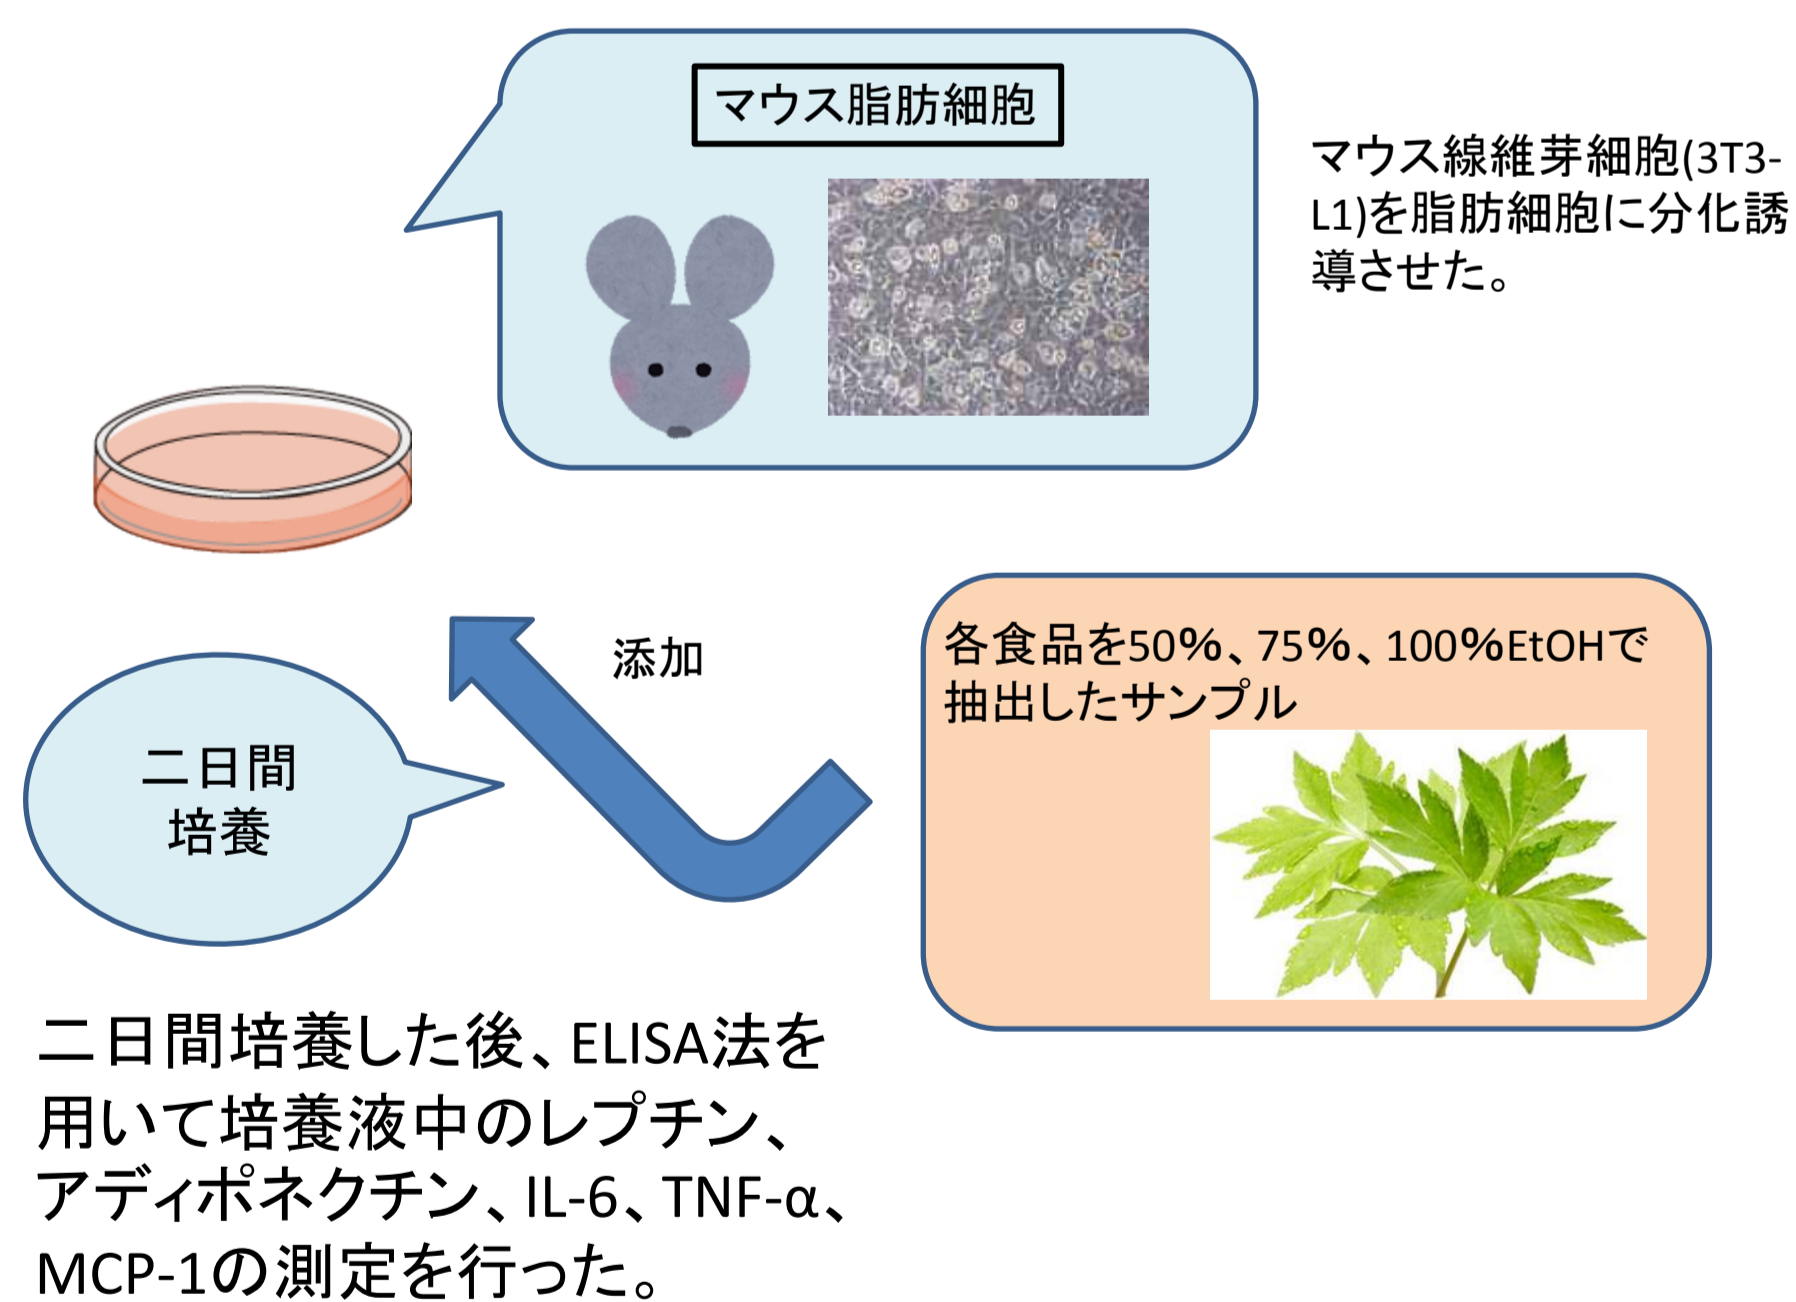 マウス脂肪細胞
マウス線維芽細胞(3T3-
L1)を脂肪細胞に分化誘
導させた。
添加
各食品を50%、75%、100%EtOHで
抽出したサンプル
二日間
培養
二日間培養した後、ELISA法を
用いて培養液中のレプチン、
アディポネクチン、IL-6、TNF-α、
MCP-1の測定を行った。